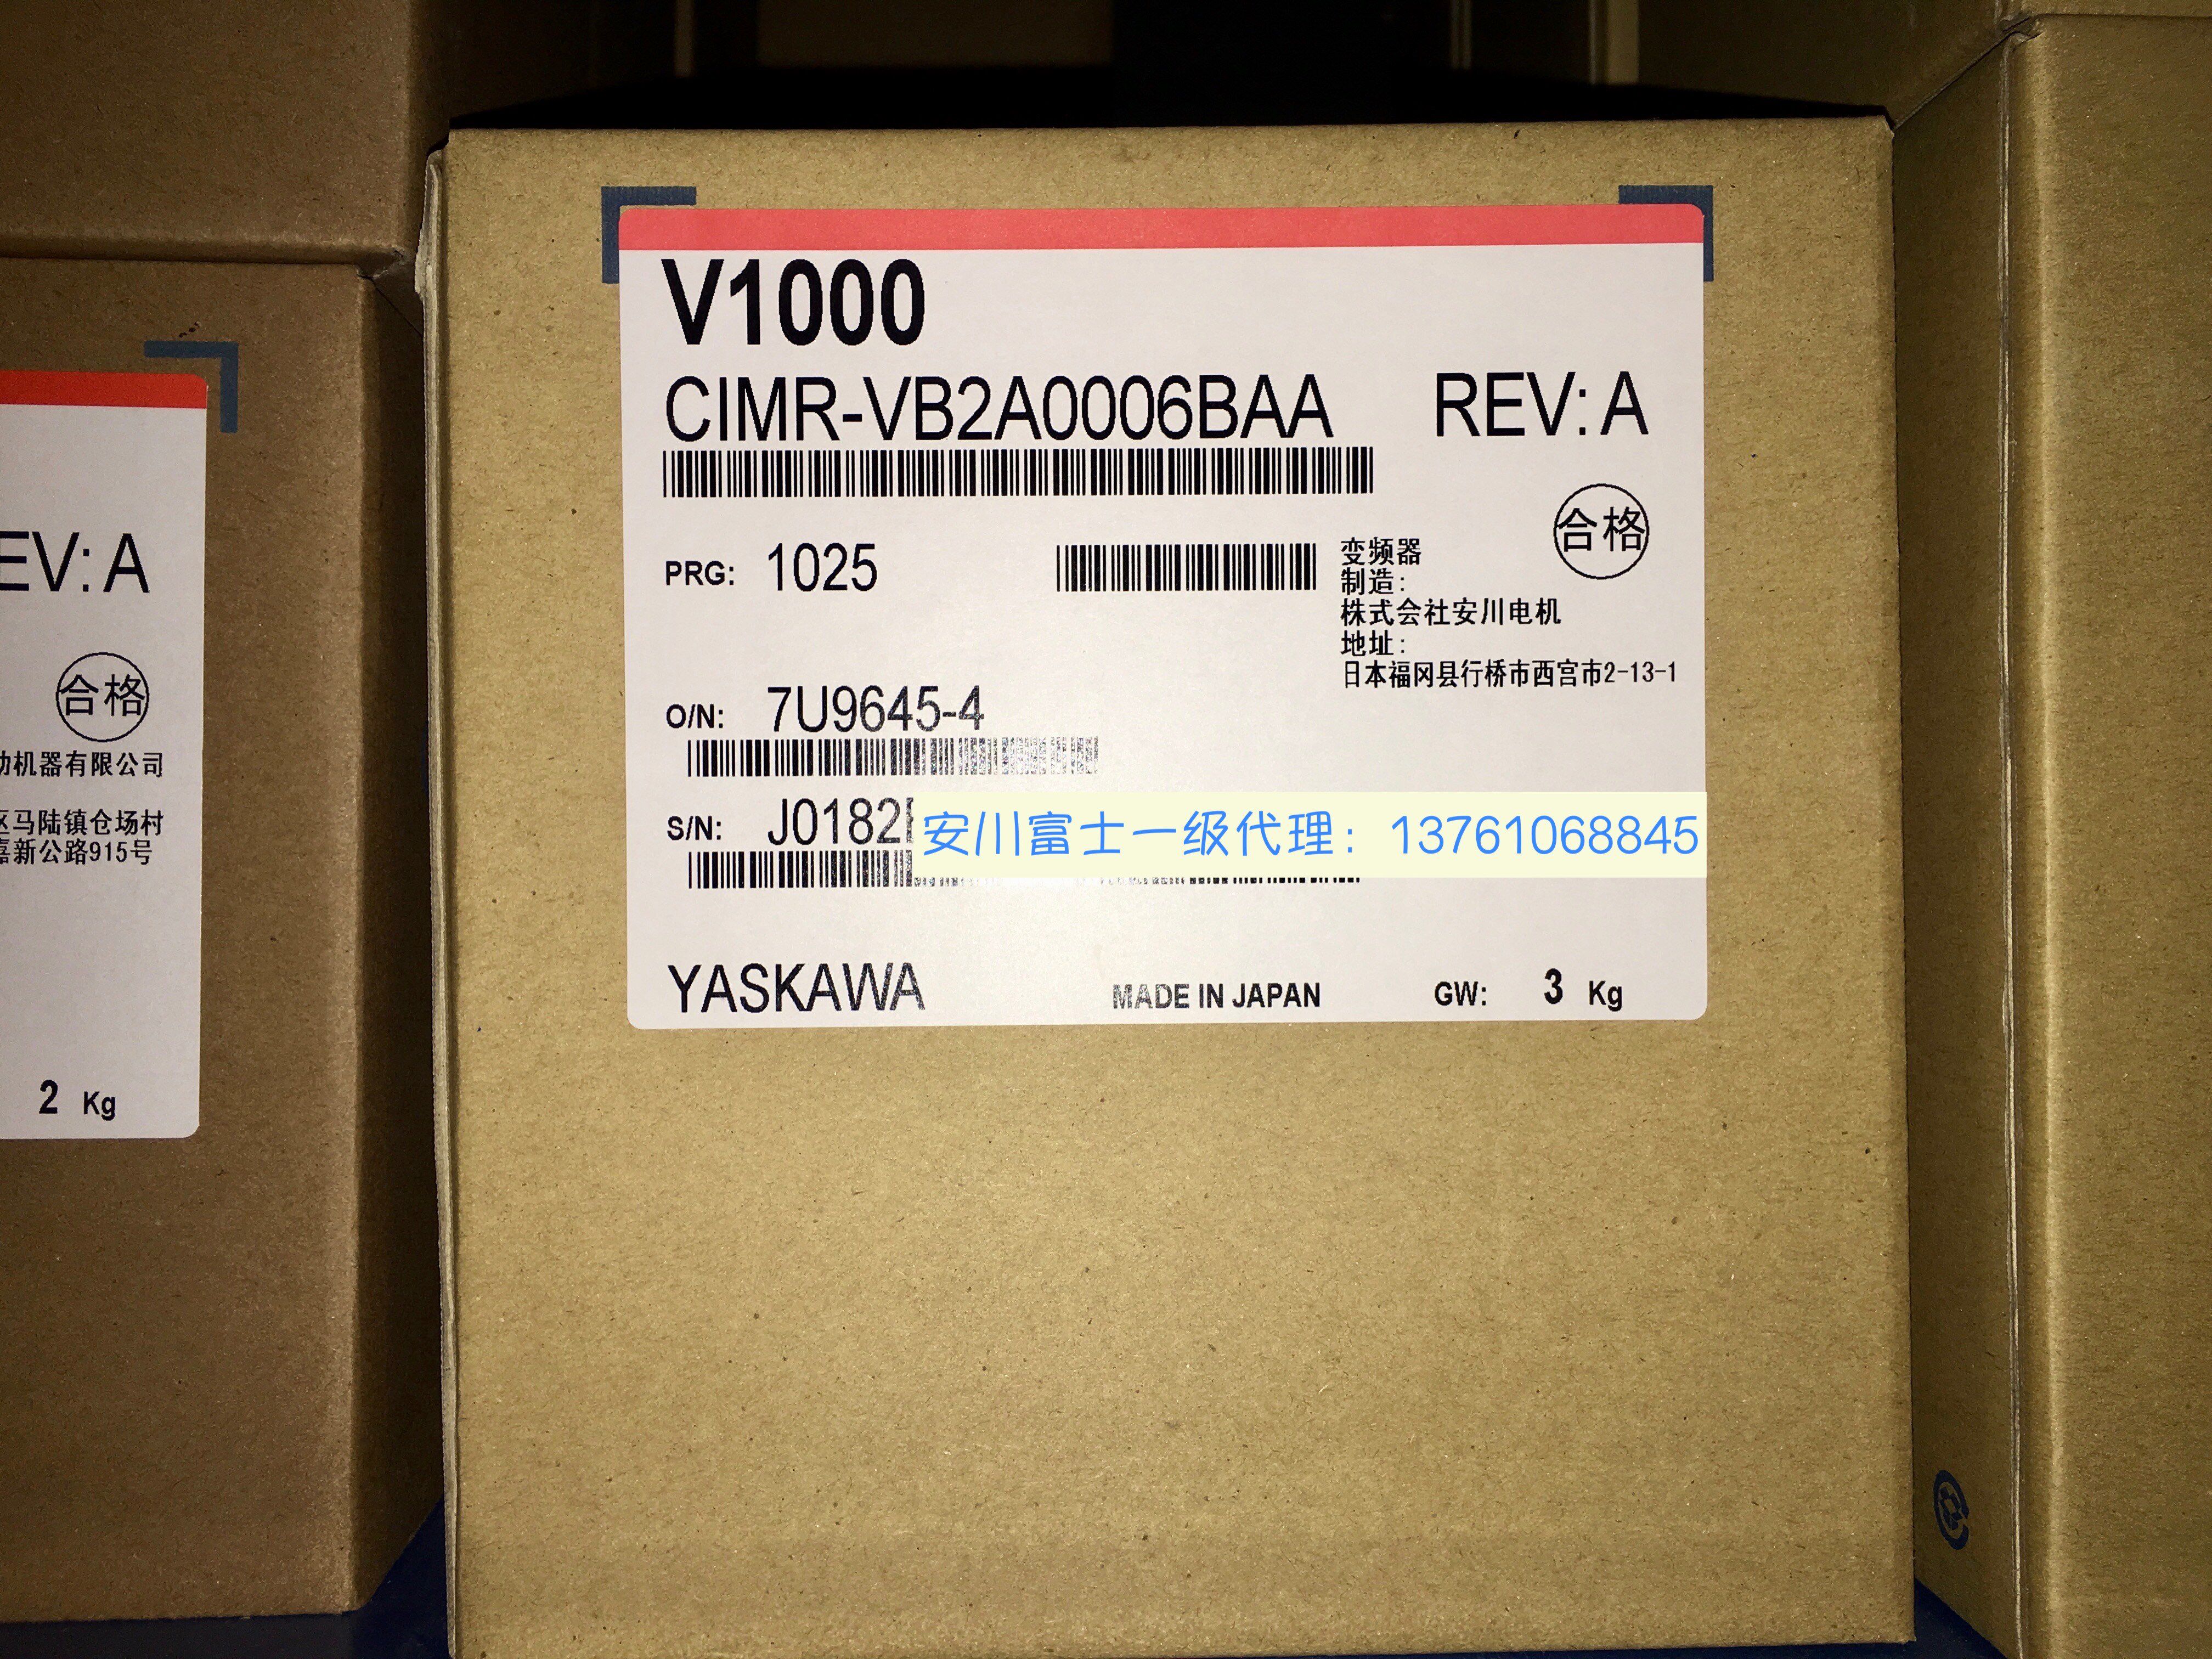 V1000
CIMR-VB2A0006BAA REV: A
合格
PRG: 1025
变频器
制造:
株式会社安川电机
地址:
日本福冈县行桥市西宫市2-13-1
O/N: 7U9645-4
S/N: J0182
安川富士一级代理：13761068845
YASKAWA MADE IN JAPAN GW: 3 Kg
EV: A
合格
机器有限公司
区马陆镇仓场村
嘉新公路915号
2 Kg